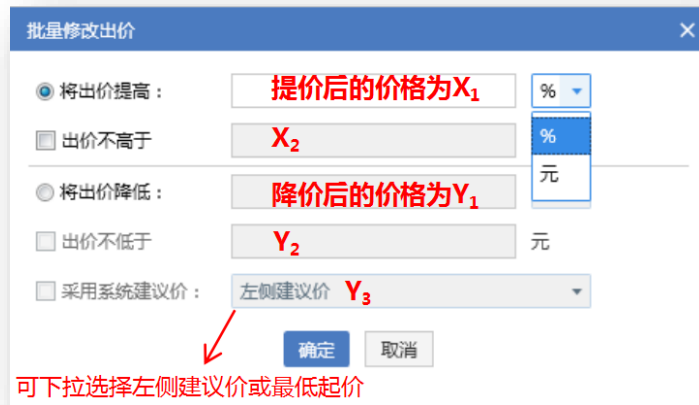 批量修改出价 ×
将出价提高： 提价后的价格为X₁ %
出价不高于 X₂ %
元
将出价降低： 降价后的价格为Y₁
出价不低于 Y₂ 元
采用系统建议价： 左侧建议价 Y₃
确定 取消
可下拉选择左侧建议价或最低起价